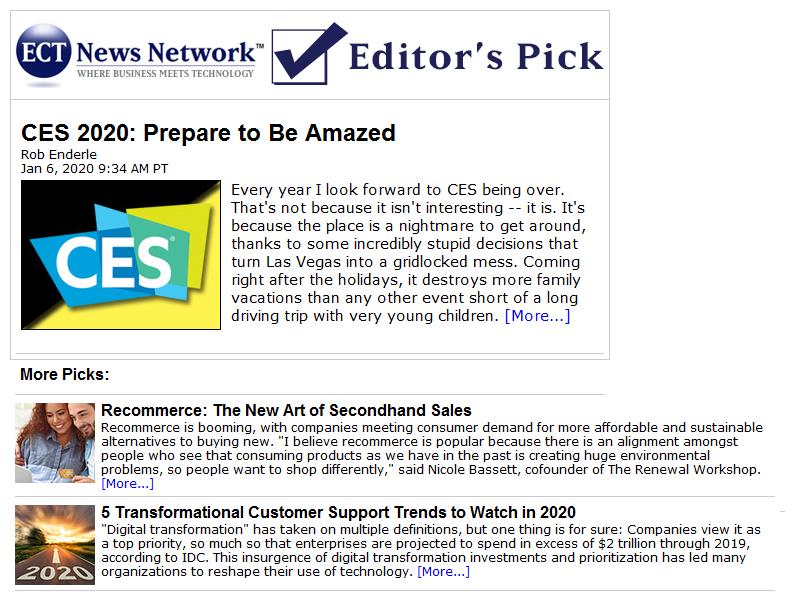 ECT News Network™
WHERE BUSINESS MEETS TECHNOLOGY
Editor's Pick
CES 2020: Prepare to Be Amazed
Rob Enderle
Jan 6, 2020 9:34 AM PT
CES®
Every year I look forward to CES being over.
That's not because it isn't interesting -- it is. It's
because the place is a nightmare to get around,
thanks to some incredibly stupid decisions that
turn Las Vegas into a gridlocked mess. Coming
right after the holidays, it destroys more family
vacations than any other event short of a long
driving trip with very young children. [More...]
More Picks:
Recommerce: The New Art of Secondhand Sales
Recommerce is booming, with companies meeting consumer demand for more affordable and sustainable
alternatives to buying new. "I believe recommerce is popular because there is an alignment amongst
people who see that consuming products as we have in the past is creating huge environmental
problems, so people want to shop differently," said Nicole Bassett, cofounder of The Renewal Workshop.
[More...]
5 Transformational Customer Support Trends to Watch in 2020
"Digital transformation" has taken on multiple definitions, but one thing is for sure: Companies view it as
a top priority, so much so that enterprises are projected to spend in excess of $2 trillion through 2019,
according to IDC. This insurgence of digital transformation investments and prioritization has led many
organizations to reshape their use of technology. [More...]
2020